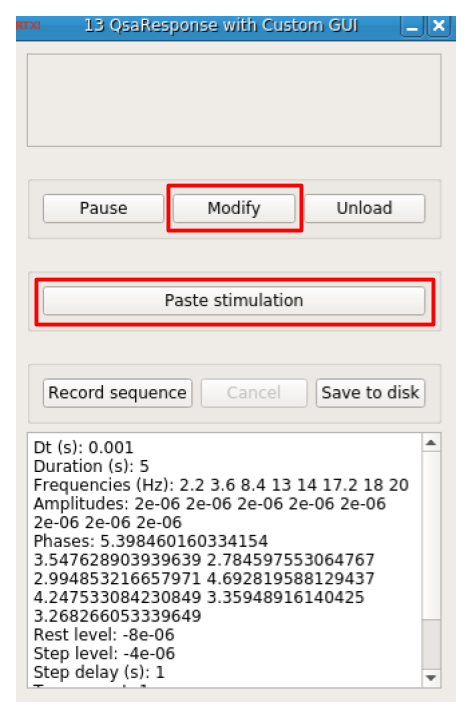 RTXI 13 QsaResponse with Custom GUI
Pause Modify Unload
Paste stimulation
Record sequence Cancel Save to disk
Dt (s): 0.001
Duration (s): 5
Frequencies (Hz): 2.2 3.6 8.4 13 14 17.2 18 20
Amplitudes: 2e-06 2e-06 2e-06 2e-06 2e-06
2e-06 2e-06 2e-06
Phases: 5.398460160334154
3.547628903939639 2.784597553064767
2.994853216657971 4.692819588129437
4.247533084230849 3.35948916140425
3.268266053339649
Rest level: -8e-06
Step level: -4e-06
Step delay (s): 1